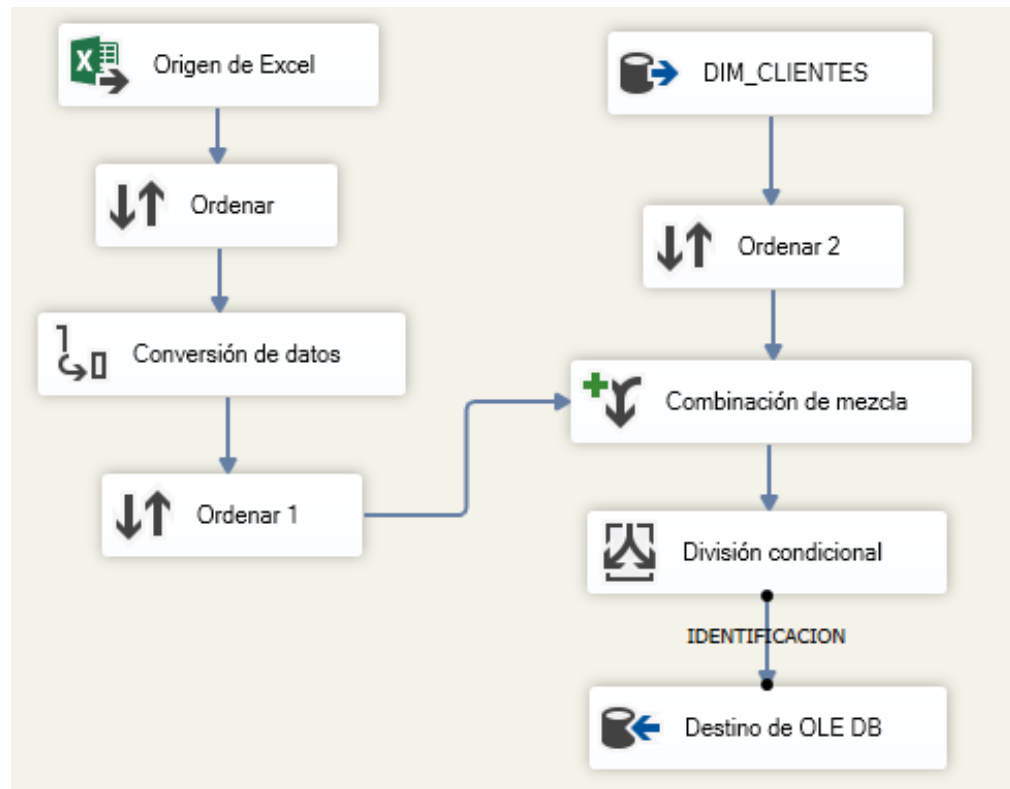 Origen de Excel
Ordenar
Conversión de datos
Ordenar 1
DIM_CLIENTES
Ordenar 2
Combinación de mezcla
División condicional
IDENTIFICACION
Destino de OLE DB